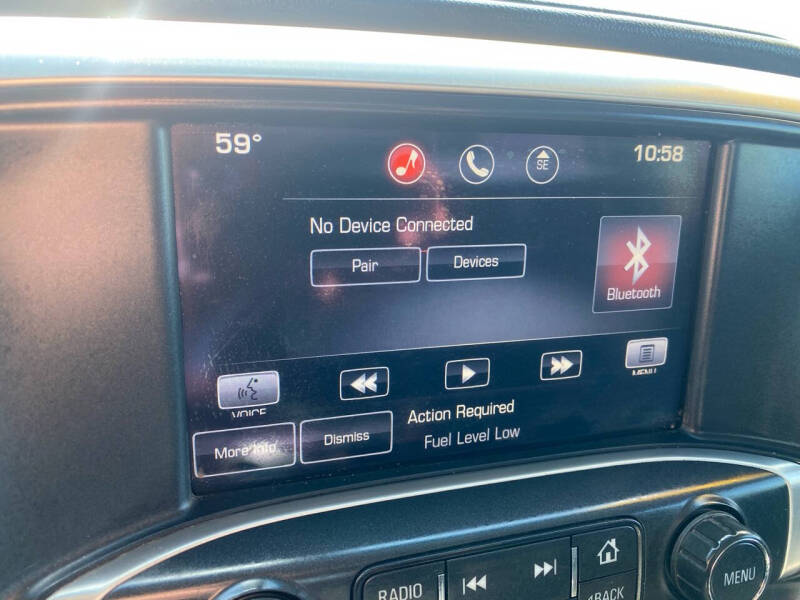 59°
SE
10:58
No Device Connected
Pair
Devices
Bluetooth
VOICE
MENU
More Info
Dismiss
Action Required
Fuel Level Low
RADIO
BACK
MENU